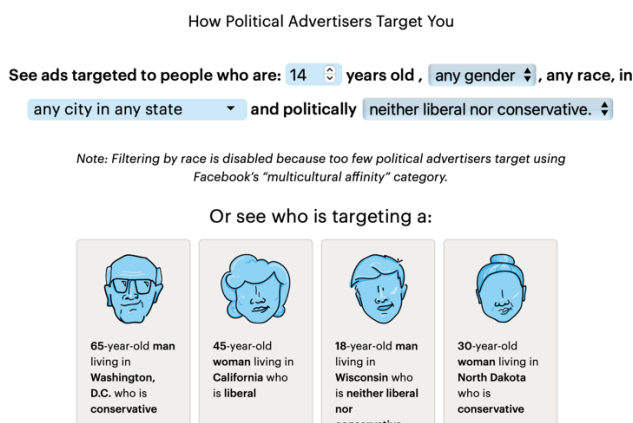 How Political Advertisers Target You
See ads targeted to people who are: 14 years old , any gender , any race, in
any city in any state and politically neither liberal nor conservative.
Note: Filtering by race is disabled because too few political advertisers target using
Facebook's “multicultural affinity” category.
Or see who is targeting a:
65-year-old man
living in
Washington,
D.C. who is
conservative
45-year-old
woman living in
California who
is liberal
18-year-old man
living in
Wisconsin who
is neither liberal
nor
30-year-old
woman living in
North Dakota
who is
conservative